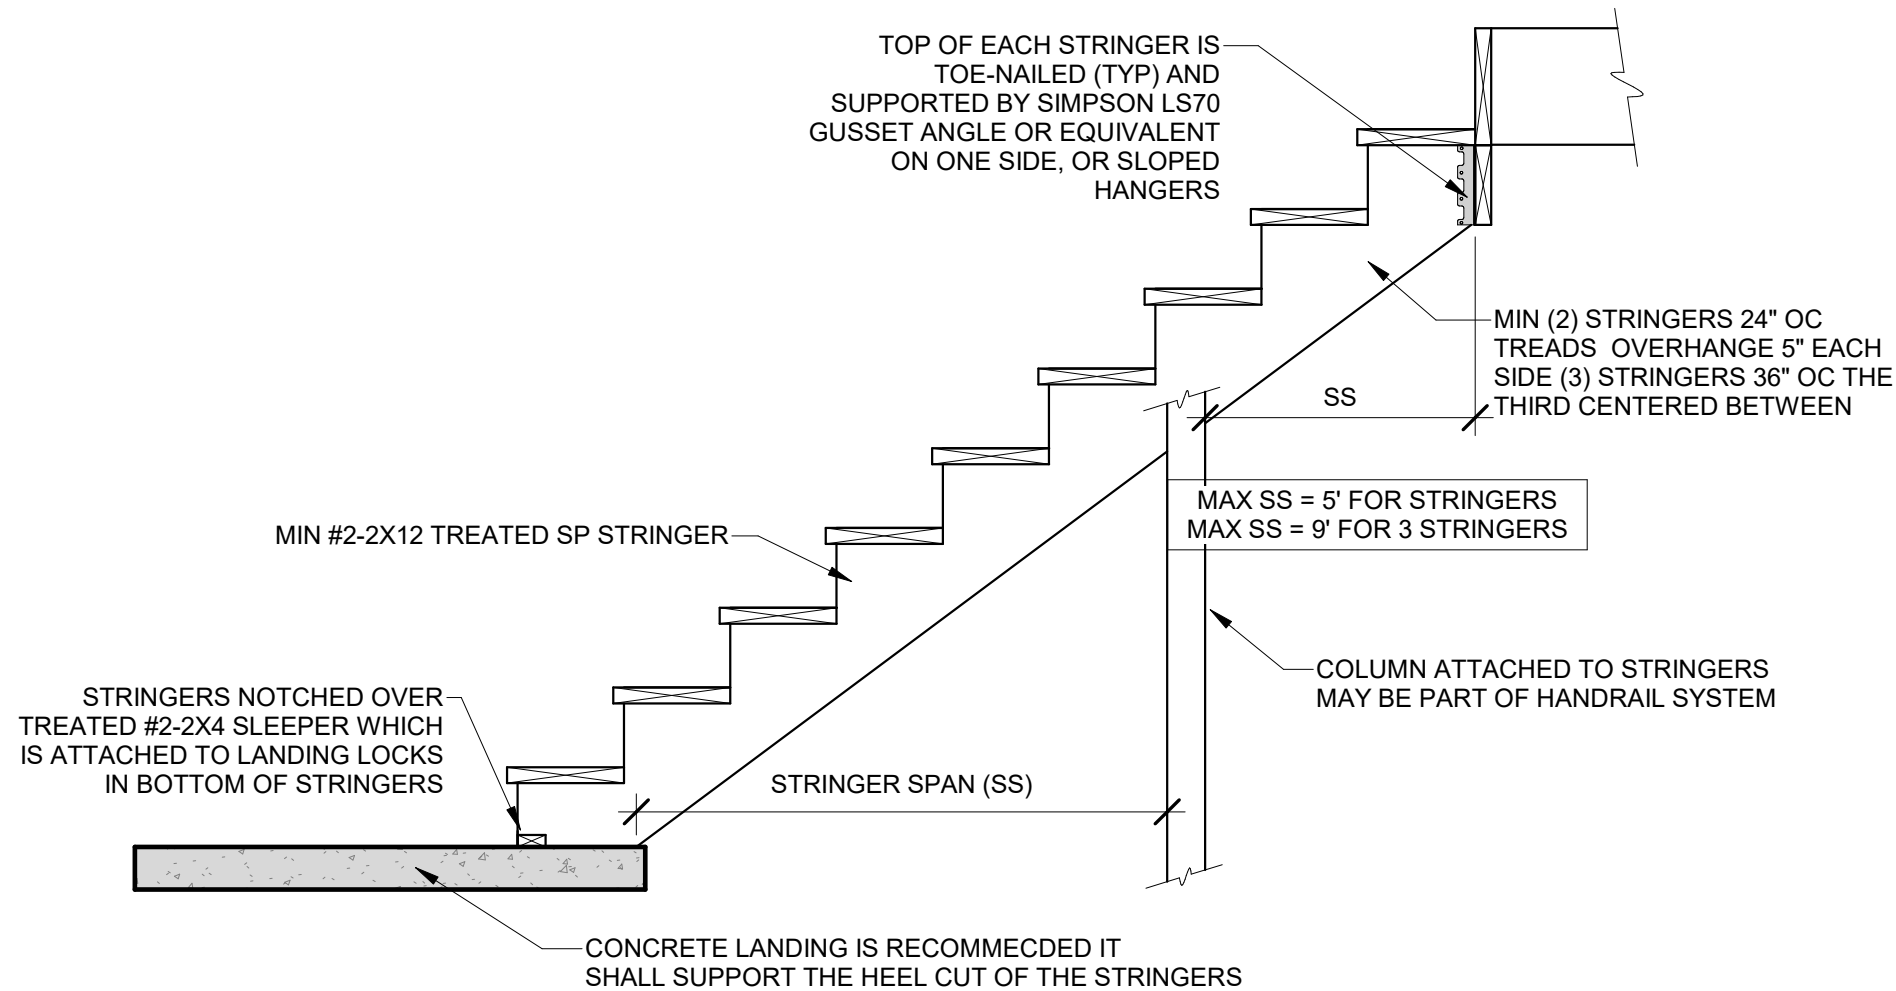 TOP OF EACH STRINGER IS
TOE-NAILED (TYP) AND
SUPPORTED BY SIMPSON LS70
GUSSET ANGLE OR EQUIVALENT
ON ONE SIDE, OR SLOPED
HANGERS
MIN (2) STRINGERS 24" OC
TREADS OVERHANGE 5" EACH
SIDE (3) STRINGERS 36" OC THE
THIRD CENTERED BETWEEN
SS
MAX SS = 5' FOR STRINGERS
MAX SS = 9' FOR 3 STRINGERS
MIN #2-2X12 TREATED SP STRINGER
COLUMN ATTACHED TO STRINGERS
MAY BE PART OF HANDRAIL SYSTEM
STRINGERS NOTCHED OVER
TREATED #2-2X4 SLEEPER WHICH
IS ATTACHED TO LANDING LOCKS
IN BOTTOM OF STRINGERS
STRINGER SPAN (SS)
CONCRETE LANDING IS RECOMMECDED IT
SHALL SUPPORT THE HEEL CUT OF THE STRINGERS